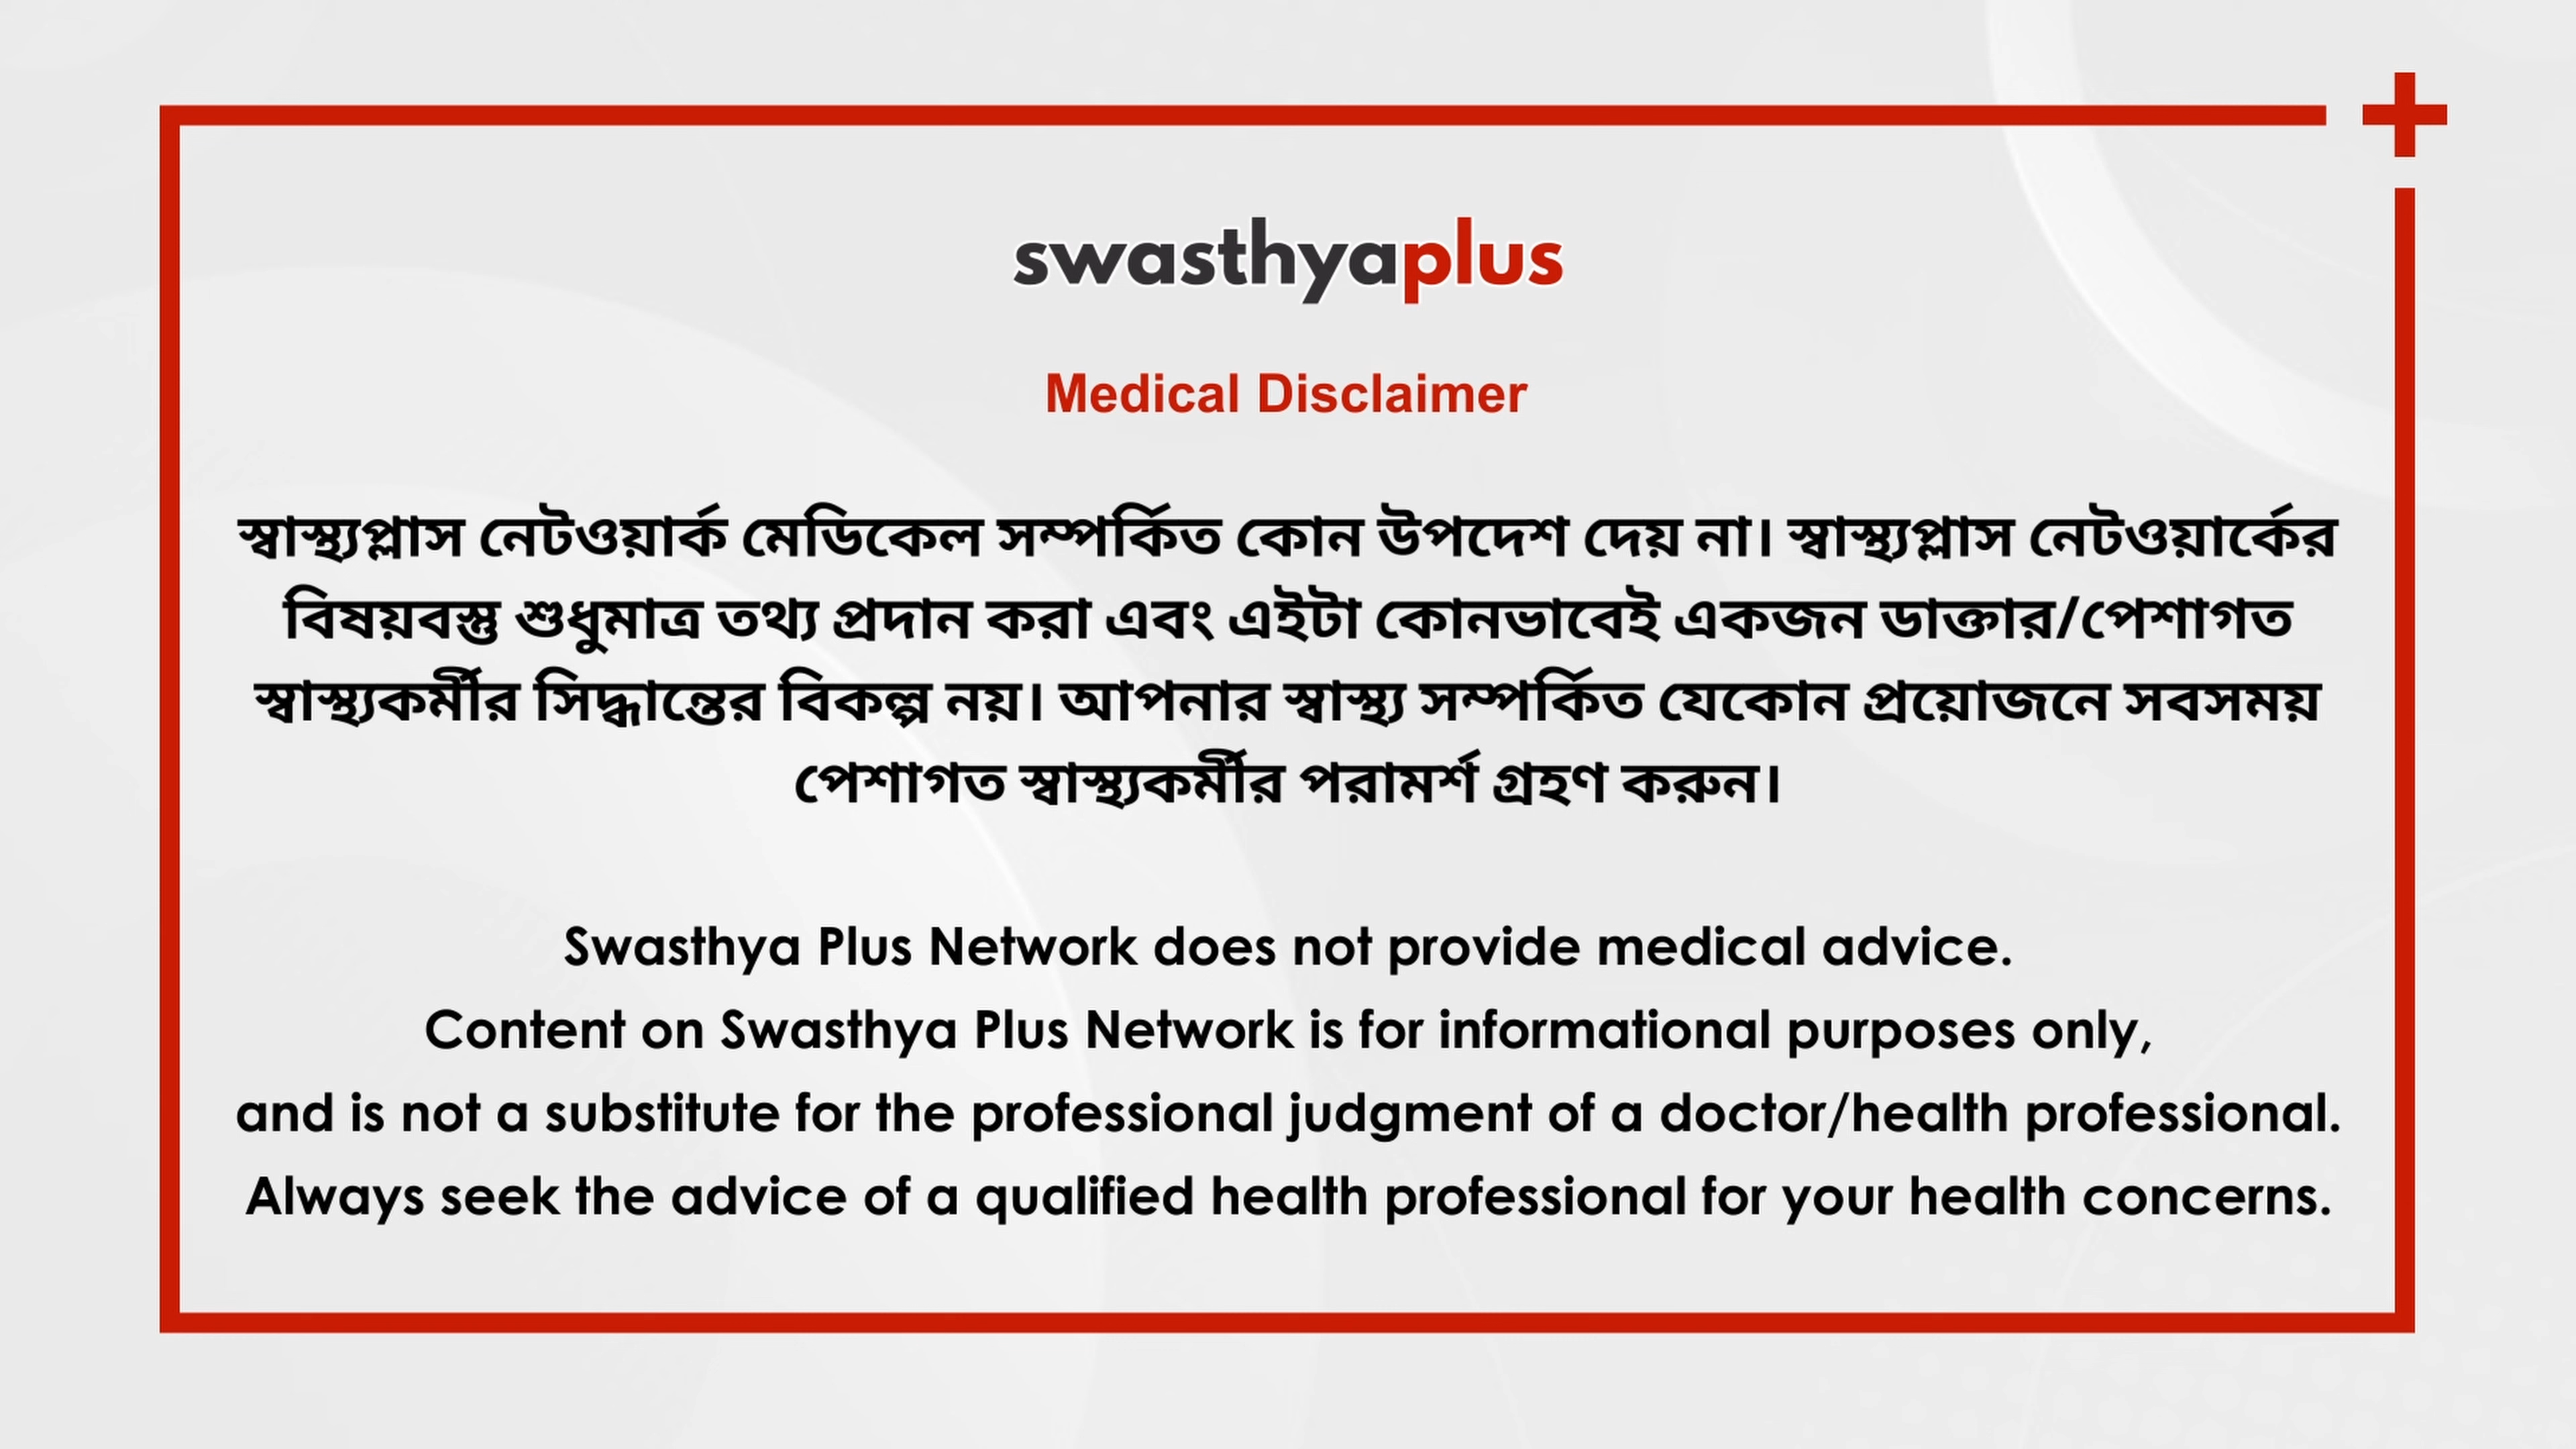 swasthyaplus
Medical Disclaimer
স্বাস্থ্যপ্লাস নেটওয়ার্ক মেডিকেল সম্পর্কিত কোন উপদেশ দেয় না। স্বাস্থ্যপ্লাস নেটওয়ার্কের
বিষয়বস্তু শুধুমাত্র তথ্য প্রদান করা এবং এইটা কোনভাবেই একজন ডাক্তার/পেশাগত
স্বাস্থ্যকর্মীর সিদ্ধান্তের বিকল্প নয়। আপনার স্বাস্থ্য সম্পর্কিত যেকোন প্রয়োজনে সবসময়
পেশাগত স্বাস্থ্যকর্মীর পরামর্শ গ্রহণ করুন।
Swasthya Plus Network does not provide medical advice.
Content on Swasthya Plus Network is for informational purposes only,
and is not a substitute for the professional judgment of a doctor/health professional.
Always seek the advice of a qualified health professional for your health concerns.